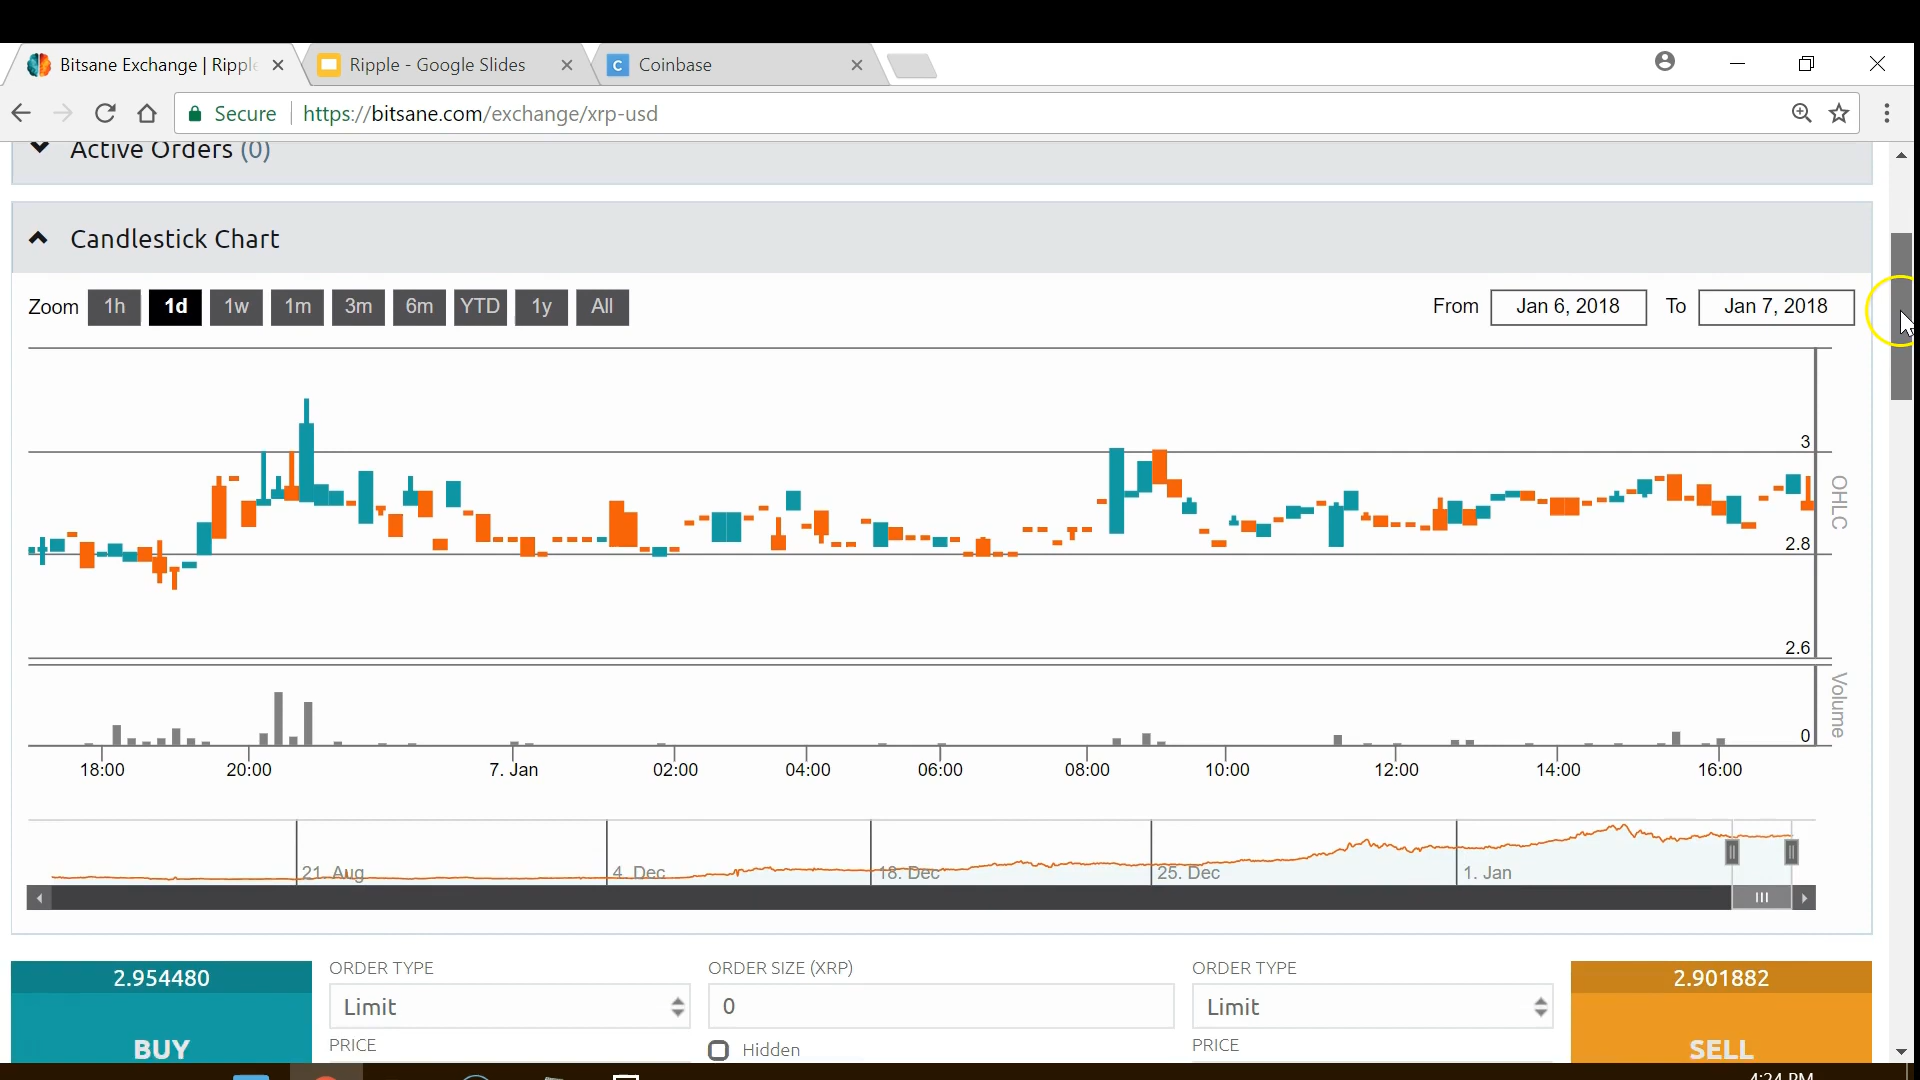 Bitsane Exchange | Ripple
Ripple - Google Slides
Coinbase
Secure
https://bitsane.com/exchange/xrp-usd
Active Orders (0)
Candlestick Chart
Zoom 1h 1d 1w 1m 3m 6m YTD 1y All
From Jan 6, 2018 To Jan 7, 2018
3
OHLC
2.8
2.6
Volume
0
18:00 20:00 7. Jan 02:00 04:00 06:00 08:00 10:00 12:00 14:00 16:00
21. Aug 4. Dec 18. Dec 25. Dec 1. Jan
2.954480 ORDER TYPE ORDER SIZE (XRP) ORDER TYPE 2.901882
Limit 0 Limit
BUY PRICE Hidden PRICE SELL
4:24 PM